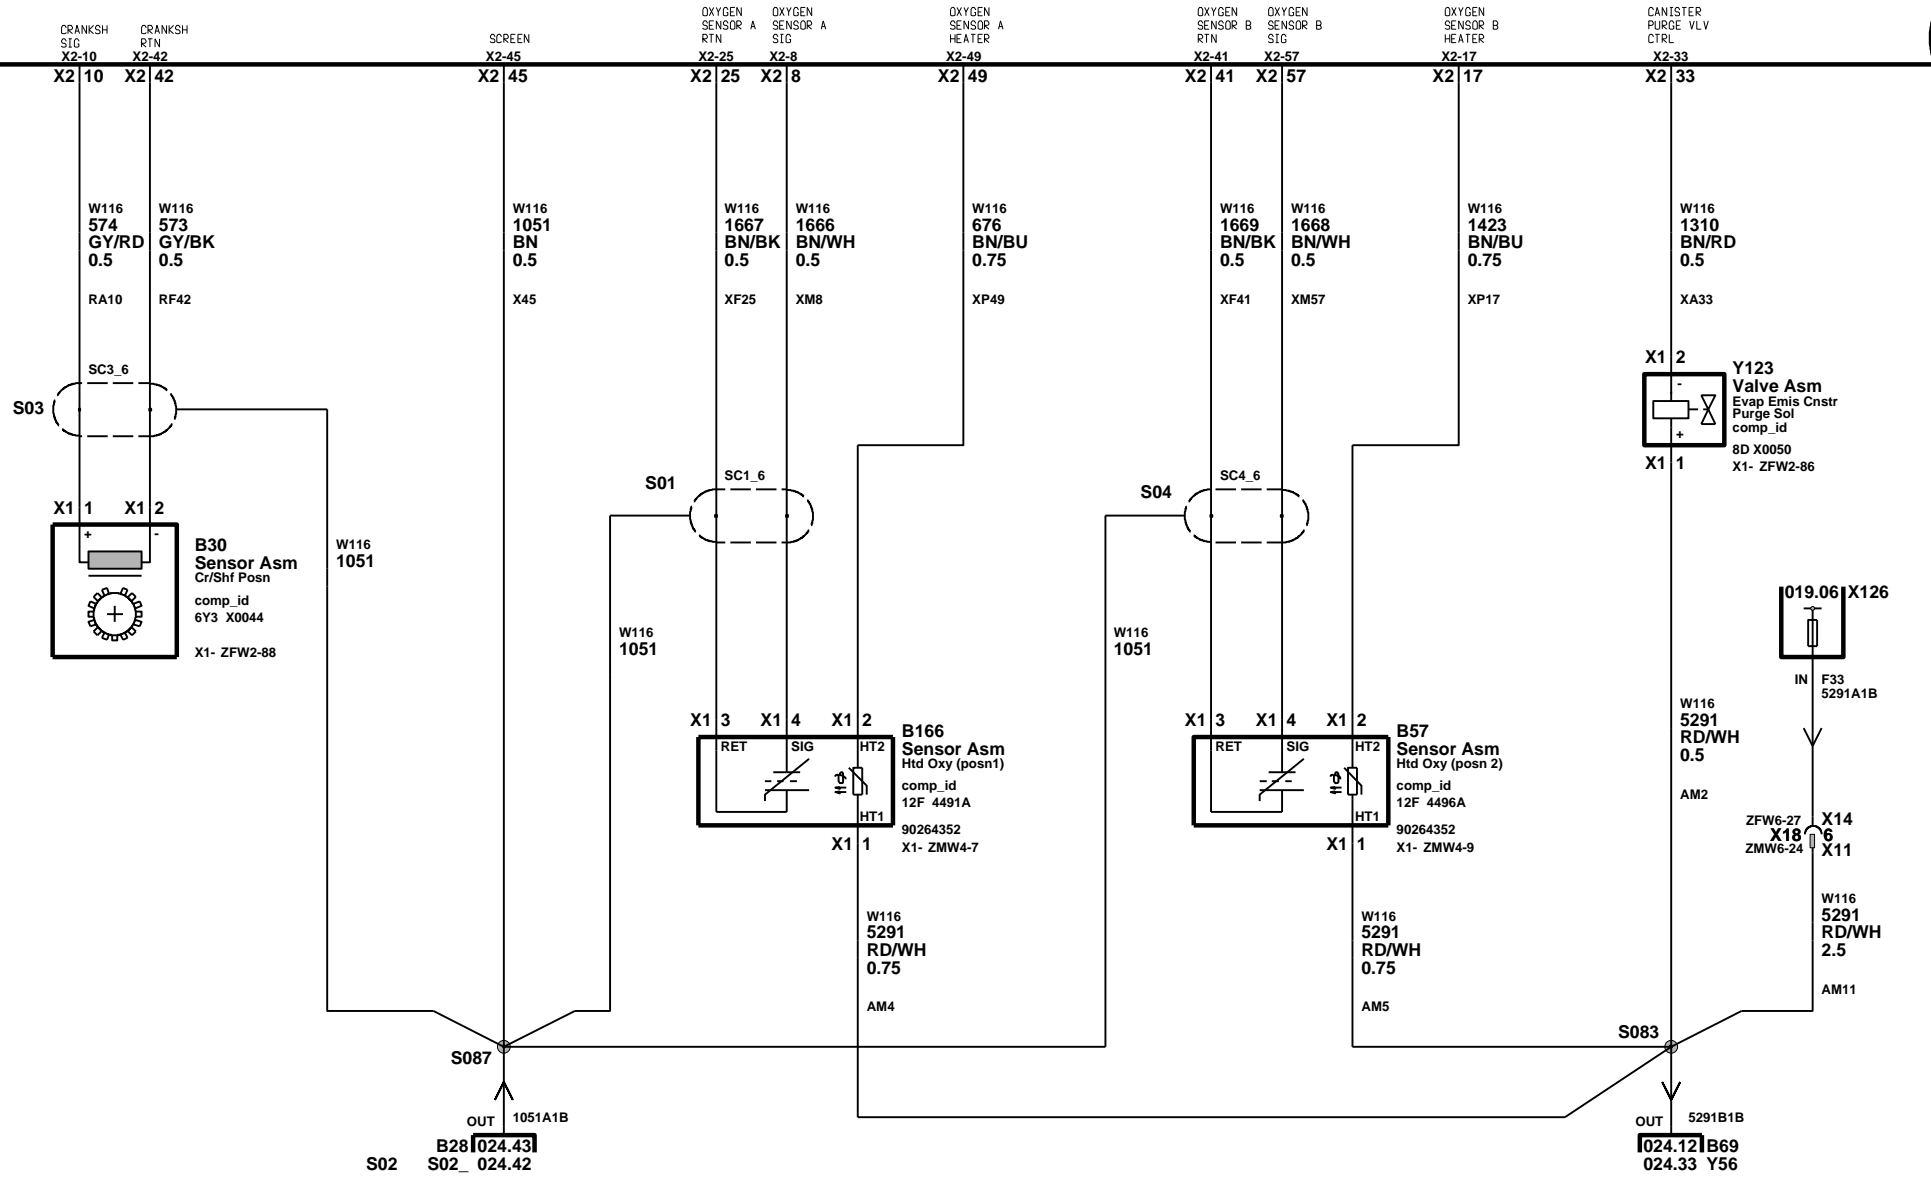 CRANKSH
SIG
X2-10
CRANKSH
RTN
X2-42
SCREEN
X2-45
OXYGEN
SENSOR A
RTN
X2-25
OXYGEN
SENSOR A
SIG
X2-8
OXYGEN
SENSOR A
HEATER
X2-49
OXYGEN
SENSOR B
RTN
X2-41
OXYGEN
SENSOR B
SIG
X2-57
OXYGEN
SENSOR B
HEATER
X2-17
CANISTER
PURGE VLV
CTRL
X2-33
X2 10
X2 42
X2 45
X2 25
X2 8
X2 49
X2 41
X2 57
X2 17
X2 33
W116
574
GY/RD
0.5
RA10
W116
573
GY/BK
0.5
RF42
W116
1051
BN
0.5
X45
W116
1667
BN/BK
0.5
XF25
W116
1666
BN/WH
0.5
XM8
W116
676
BN/BU
0.75
XP49
W116
1669
BN/BK
0.5
XF41
W116
1668
BN/WH
0.5
XM57
W116
1423
BN/BU
0.75
XP17
W116
1310
BN/RD
0.5
XA33
SC3_6
S03
X1 1
X1 2
+ -
B30
Sensor Asm
Cr/Shf Posn
comp_id
6Y3 X0044
X1- ZFW2-88
W116
1051
S01
SC1_6
W116
1051
S04
SC4_6
W116
1051
X1 2
-
+
X1 1
Y123
Valve Asm
Evap Emis Cnstr
Purge Sol
comp_id
8D X0050
X1- ZFW2-86
019.06 X126
IN F33
5291A1B
X1 3
X1 4
X1 2
RET SIG HT2
HT1
X1 1
B166
Sensor Asm
Htd Oxy (posn1)
comp_id
12F 4491A
90264352
X1- ZMW4-7
X1 3
X1 4
X1 2
RET SIG HT2
HT1
X1 1
B57
Sensor Asm
Htd Oxy (posn 2)
comp_id
12F 4496A
90264352
X1- ZMW4-9
W116
5291
RD/WH
0.5
AM2
ZFW6-27 X14
X18 6
ZMW6-24 X11
W116
5291
RD/WH
0.75
AM4
W116
5291
RD/WH
0.75
AM5
W116
5291
RD/WH
2.5
AM11
S087
S083
OUT 1051A1B
B28 024.43
S02 S02_ 024.42
OUT 5291B1B
024.12 B69
024.33 Y56